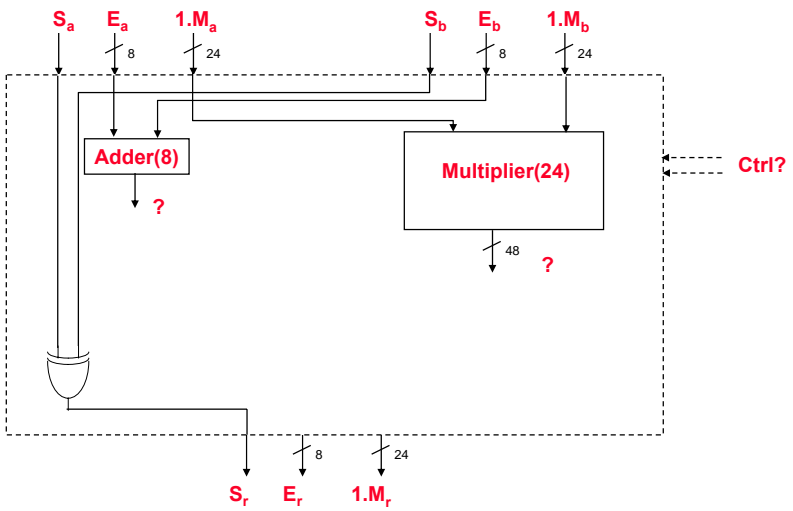 Sa Ea 1.Ma Sb Eb 1.Mb
8 24 8 24
Adder(8)
Multiplier(24)
Ctrl?
?
48
?
8 24
Sr Er 1.Mr